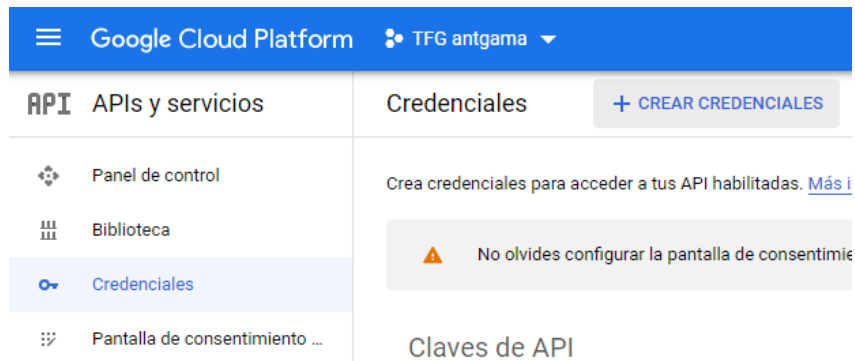 Google Cloud Platform TFG antgama
API APIs y servicios
Credenciales + CREAR CREDENCIALES
Panel de control
Crea credenciales para acceder a tus API habilitadas. Más
Biblioteca
No olvides configurar la pantalla de
Credenciales
Pantalla de consentimiento ...
Claves de API